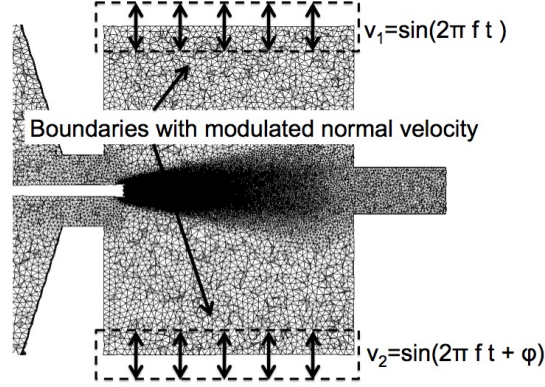 v₁=sin(2π f t )
Boundaries with modulated normal velocity
v₂=sin(2π f t + φ)